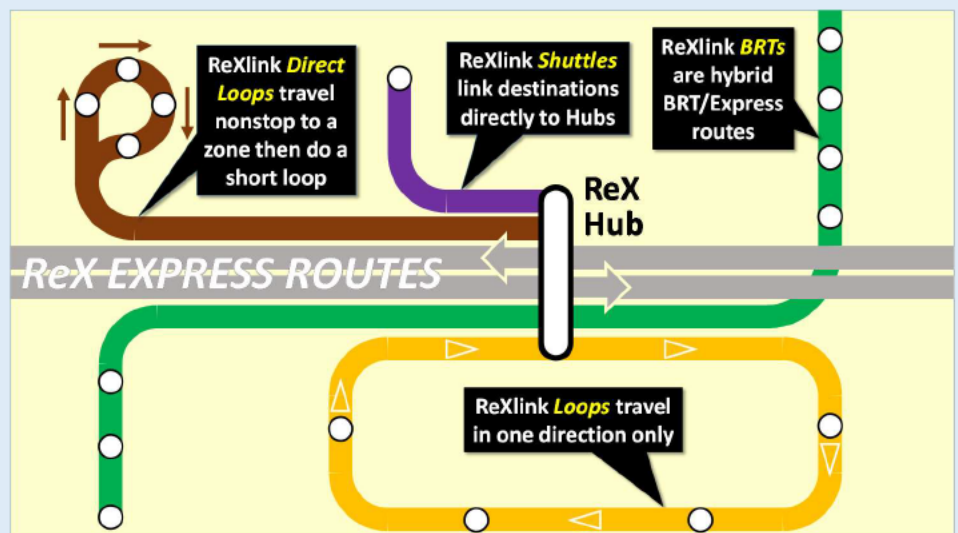 ReXlink Direct
Loops travel
nonstop to a
zone then do a
short loop
ReXlink Shuttles
link destinations
directly to Hubs
ReXlink BRTs
are hybrid
BRT/Express
routes
ReX
Hub
ReX EXPRESS ROUTES
ReXlink Loops travel
in one direction only